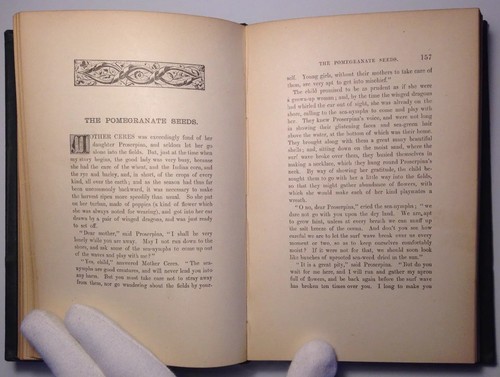 THE POMEGRANATE SEEDS.
MOTHER CERES was exceedingly fond of her
daughter Proserpina, and seldom let her go
alone into the fields. But, just at the time when
my story begins, the good lady was very busy, because
she had the care of the wheat, and the Indian corn, and
the rye and barley, and, in short, of the crops of every
kind, all over the earth; and as the season had thus far
been uncommonly backward, it was necessary to make
the harvest ripen more speedily than usual. So she put
on her turban, made of poppies (a kind of flower which
she was always noted for wearing), and got into her car
drawn by a pair of winged dragons, and was just ready
to set off.
"Dear mother," said Proserpina, "I shall be very
lonely while you are away. May I not run down to the
shore, and ask some of the sea-nymphs to come up out
of the waves and play with me?"
"Yes, child," answered Mother Ceres. "The sea-
nymphs are good creatures, and will never lead you into
any harm. But you must take care not to stray away
from them, nor go wandering about the fields by your-
THE POMEGRANATE SEEDS. 157
self. Young girls, without their mothers to take care of
them, are very apt to get into mischief."
The child promised to be as prudent as if she were
a grown-up woman; and, by the time the winged dragons
had whirled the car out of sight, she was already on the
shore, calling to the sea-nymphs to come and play with
her. They knew Proserpina's voice, and were not long
in showing their glistening faces and sea-green hair
above the water, at the bottom of which was their home.
They brought along with them a great many beautiful
shells; and, sitting down on the moist sand, where the
surf wave broke over them, they busied themselves in
making a necklace, which they hung round Proserpina's
neck. By way of showing her gratitude, the child be-
sought them to go with her a little way into the fields,
so that they might gather abundance of flowers, with
which she would make each of her kind playmates a
wreath.
"O no, dear Proserpina," cried the sea-nymphs; "we
dare not go with you upon the dry land. We are apt
to grow faint, unless at every breath we can snuff up
the salt breeze of the ocean. And don't you see how
careful we are to let the surf wave break over us every
moment or two, so as to keep ourselves comfortably
moist? If it were not for that, we should soon look
like bunches of uprooted sea-weed dried in the sun."
"It is a great pity," said Proserpina. "But do you
wait for me here, and I will run and gather my apron
full of flowers, and be back again before the surf wave
has broken ten times over you. I long to make you